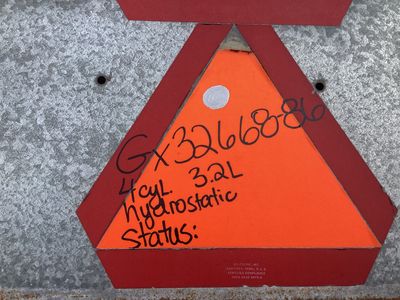 Gx32668-86
4cyl. 3.2L
hydrostatic
Status: